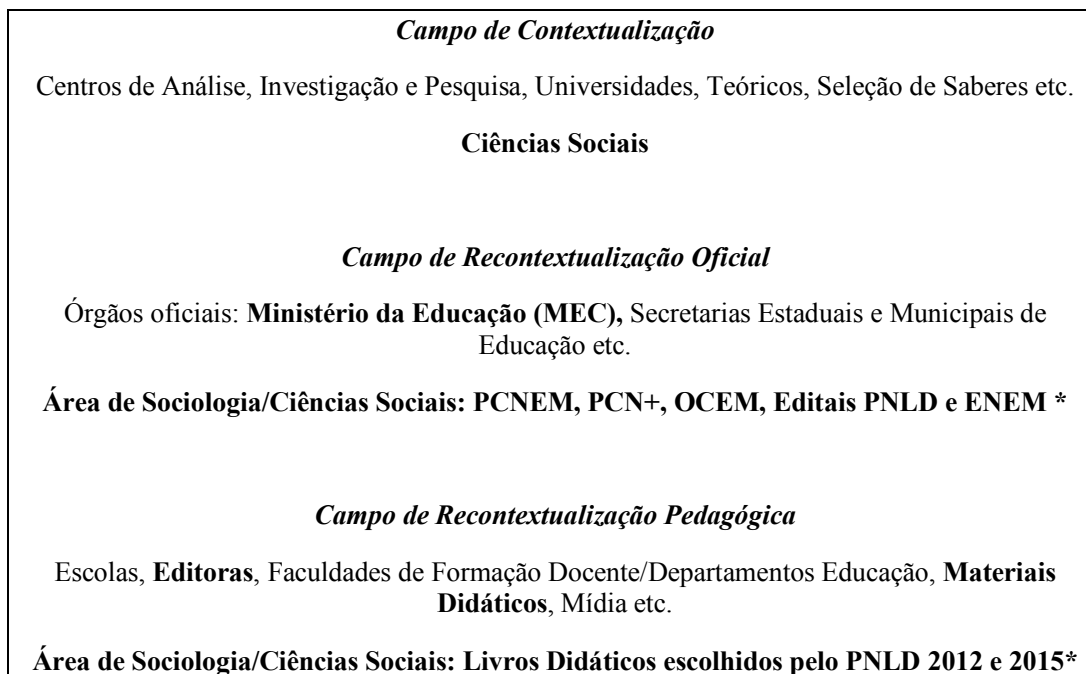 Campo de Contextualização
Centros de Análise, Investigação e Pesquisa, Universidades, Teóricos, Seleção de Saberes etc.
Ciências Sociais
Campo de Recontextualização Oficial
Órgãos oficiais: Ministério da Educação (MEC), Secretarias Estaduais e Municipais de
Educação etc.
Área de Sociologia/Ciências Sociais: PCNEM, PCN+, OCEM, Editais PNLD e ENEM *
Campo de Recontextualização Pedagógica
Escolas, Editoras, Faculdades de Formação Docente/Departamentos Educação, Materiais
Didáticos, Mídia etc.
Área de Sociologia/Ciências Sociais: Livros Didáticos escolhidos pelo PNLD 2012 e 2015*